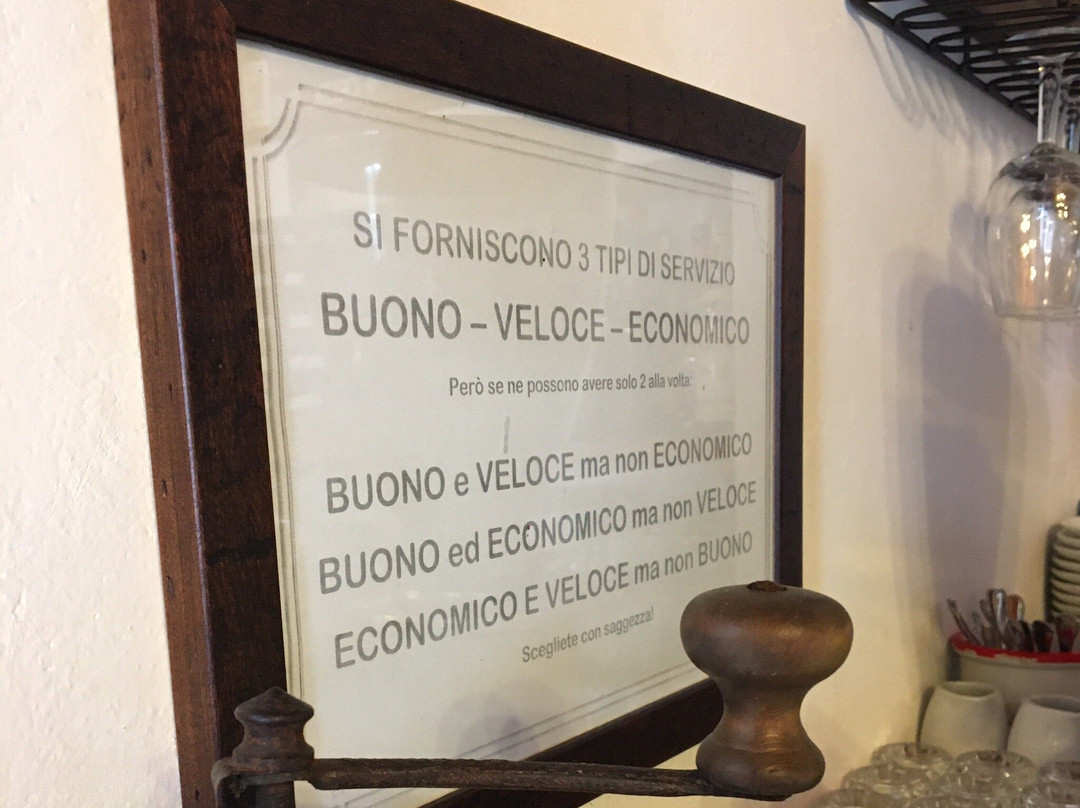 SI FORNISCONO 3 TIPI DI SERVIZIO
BUONO – VELOCE – ECONOMICO
Però se ne possono avere solo 2 alla volta:
BUONO e VELOCE ma non ECONOMICO
BUONO ed ECONOMICO ma non VELOCE
ECONOMICO E VELOCE ma non BUONO
Scegliete con saggezza!